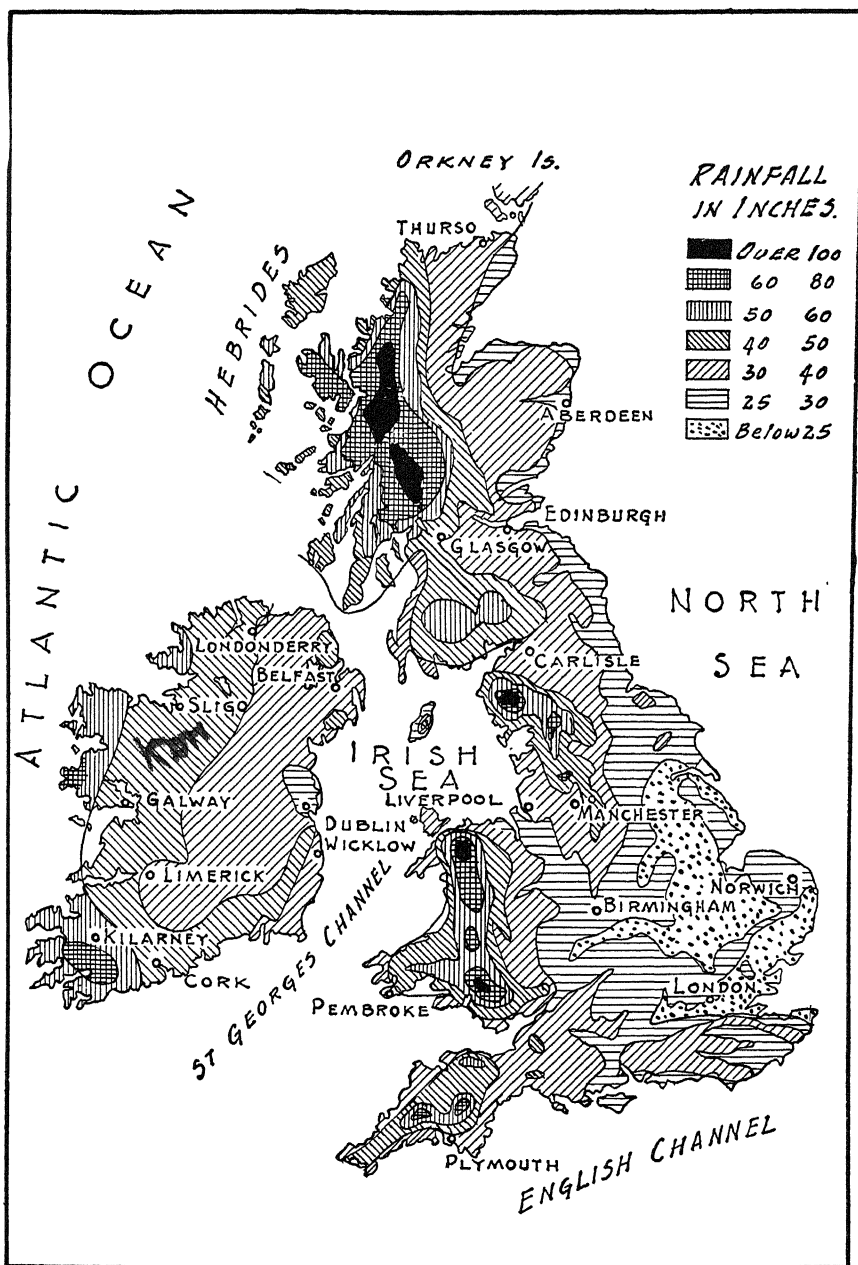 ORKNEY IS.
RAINFALL
IN INCHES.
OVER 100
60 80
50 60
40 50
30 40
25 30
Below 25
THURSO
ATLANTIC OCEAN
HEBRIDES
ABERDEEN
EDINBURGH
GLASGOW
NORTH
SEA
LONDONDERRY
BELFAST
CARLISLE
SLIGO
IRISH
SEA
GALWAY
LIVERPOOL
MANCHESTER
DUBLIN
WICKLOW
LIMERICK
NORWICH
BIRMINGHAM
KILARNEY
CORK
ST GEORGES CHANNEL
PEMBROKE
LONDON
PLYMOUTH
ENGLISH CHANNEL